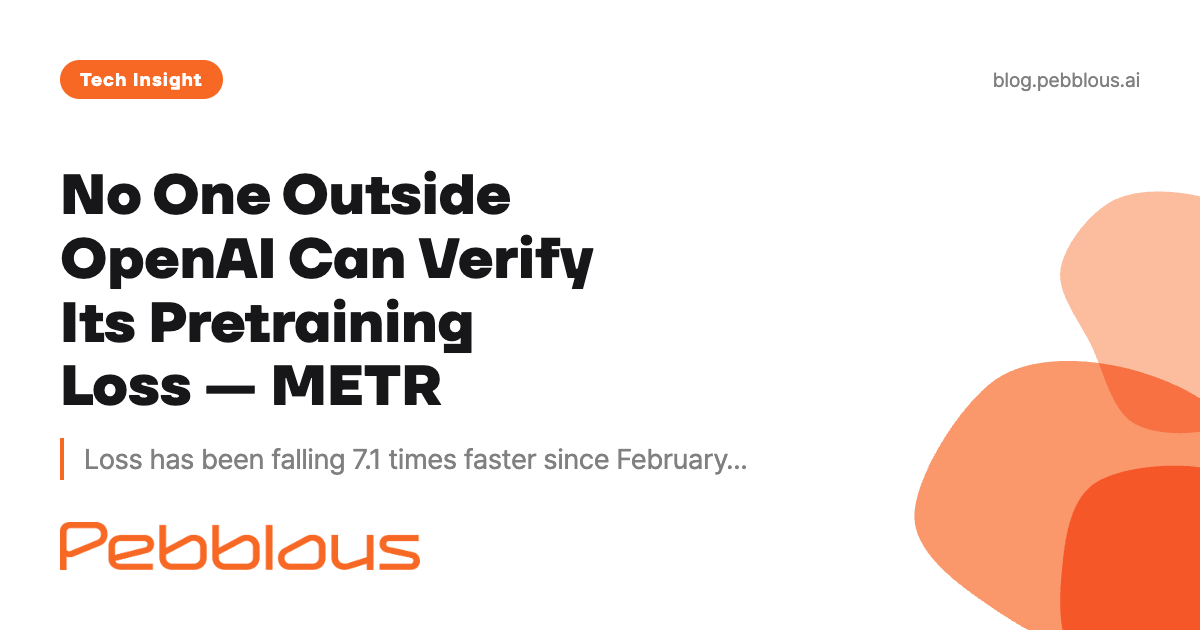 Tech Insight
blog.pebblous.ai
No One Outside
OpenAI Can Verify
Its Pretraining
Loss — METR
Loss has been falling 7.1 times faster since February...
Pebblous